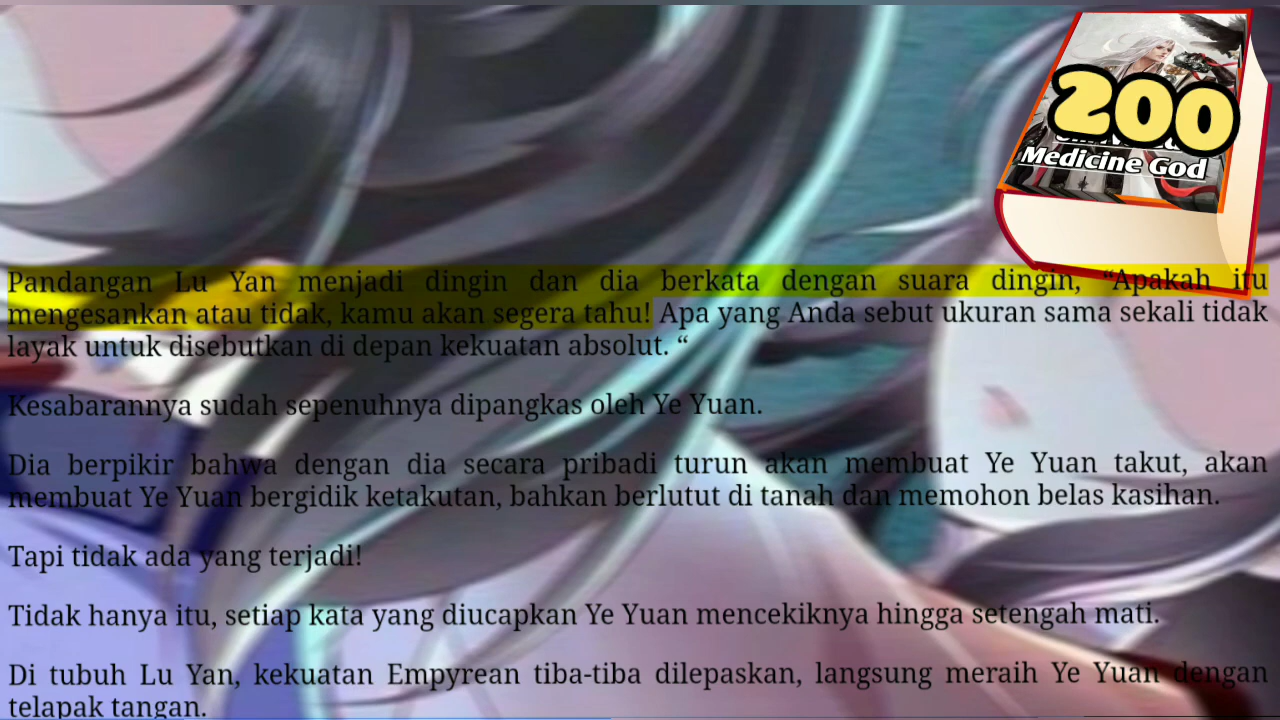 200
Medicine God
Pandangan Lu Yan menjadi dingin dan dia berkata dengan suara dingin, “Apakah itu
mengesankan atau tidak, kamu akan segera tahu! Apa yang Anda sebut ukuran sama sekali tidak
layak untuk disebutkan di depan kekuatan absolut. “
Kesabarannya sudah sepenuhnya dipangkas oleh Ye Yuan.
Dia berpikir bahwa dengan dia secara pribadi turun akan membuat Ye Yuan takut, akan
membuat Ye Yuan bergidik ketakutan, bahkan berlutut di tanah dan memohon belas kasihan.
Tapi tidak ada yang terjadi!
Tidak hanya itu, setiap kata yang diucapkan Ye Yuan mencekiknya hingga setengah mati.
Di tubuh Lu Yan, kekuatan Empyrean tiba-tiba dilepaskan, langsung meraih Ye Yuan dengan
telapak tangan.